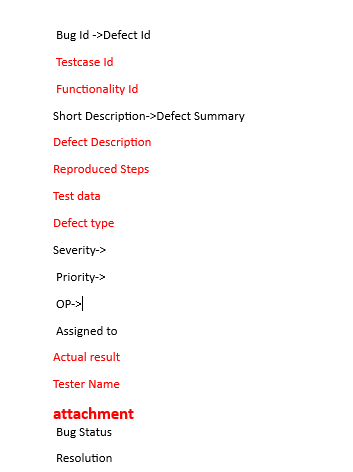 Bug Id ->Defect Id
Testcase Id
Functionality Id
Short Description->Defect Summary
Defect Description
Reproduced Steps
Test data
Defect type
Severity->
Priority->
OP->
Assigned to
Actual result
Tester Name
attachment
Bug Status
Resolution